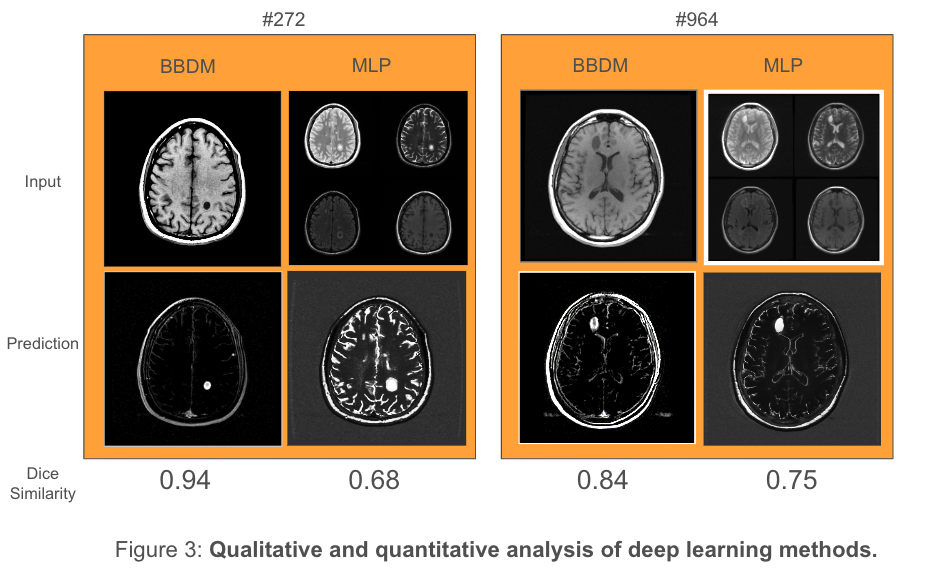 #272
#964
BBDM
MLP
BBDM
MLP
Input
Prediction
Dice
Similarity
0.94
0.68
0.84
0.75
Figure 3: Qualitative and quantitative analysis of deep learning methods.